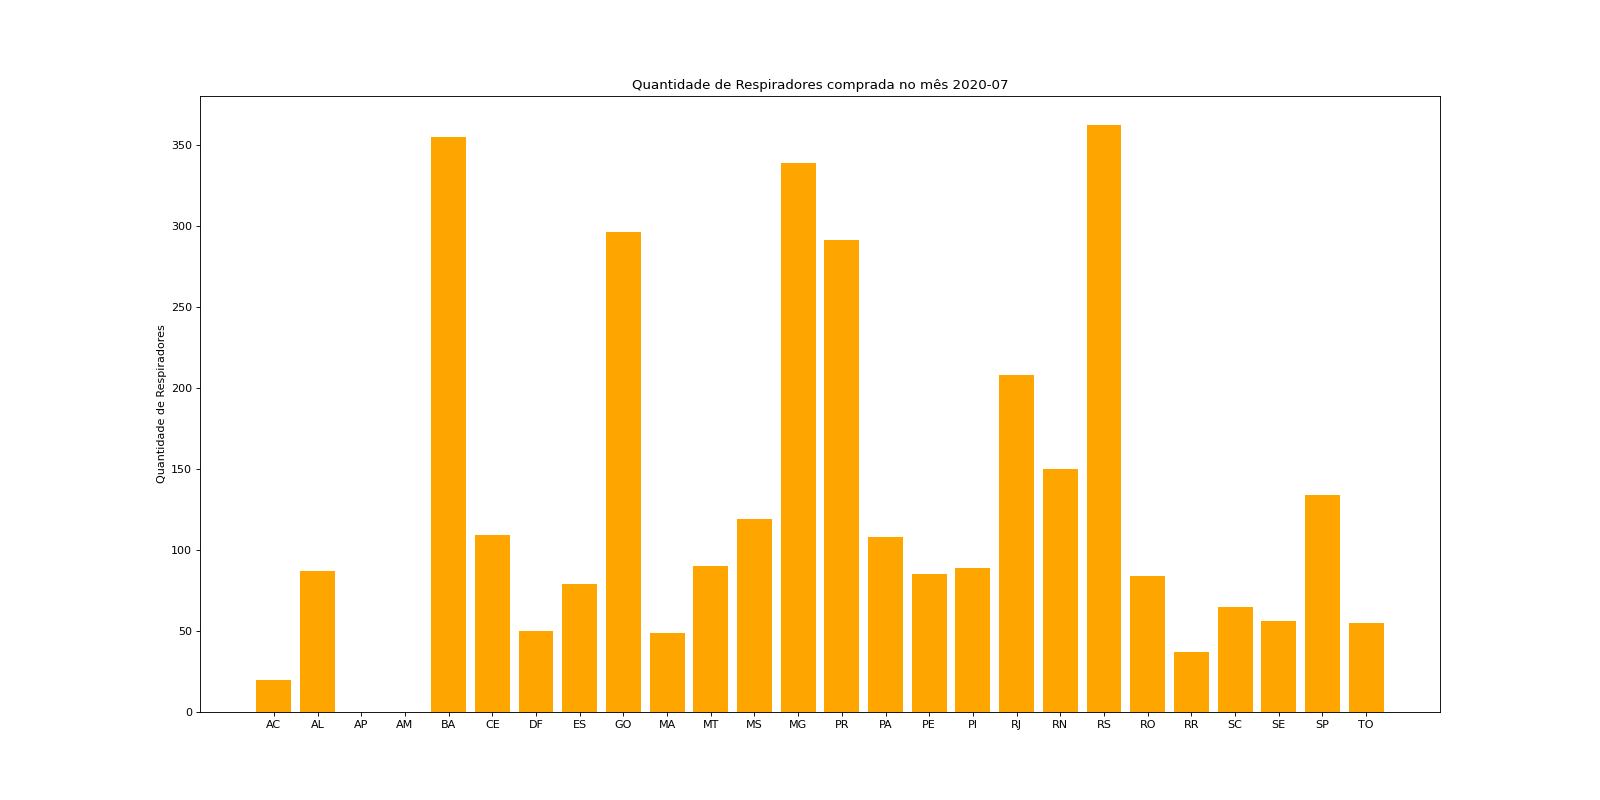 Quantidade de Respiradores comprada no mês 2020-07
Quantidade de Respiradores
350
300
250
200
150
100
50
0
AC AL AP AM BA CE DF ES GO MA MT MS MG PR PA PE PI RJ RN RS RO RR SC SE SP TO